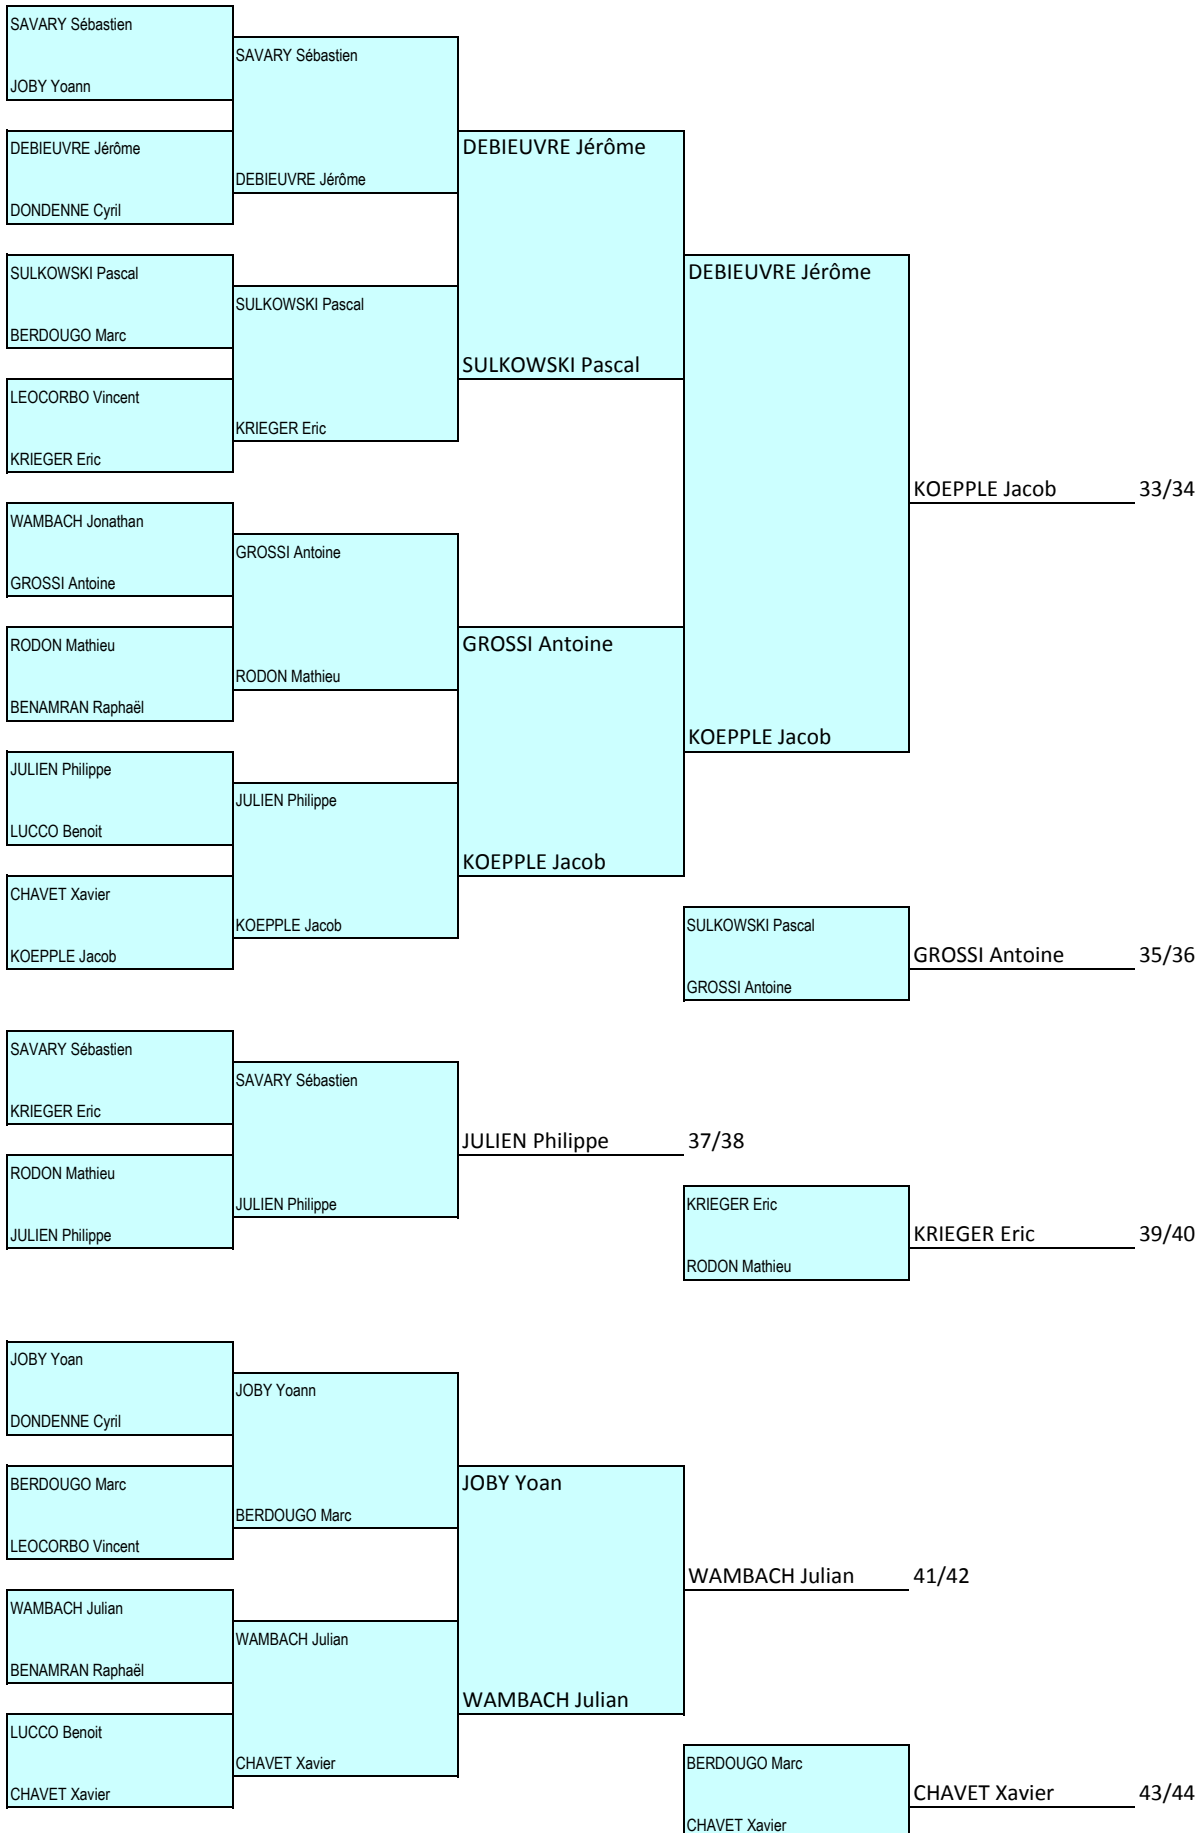 SAVARY Sébastien
SAVARY Sébastien
JOBY Yoann
DEBIEUVRE Jérôme
DEBIEUVRE Jérôme
DEBIEUVRE Jérôme
DONDENNE Cyril
SULKOWSKI Pascal
DEBIEUVRE Jérôme
SULKOWSKI Pascal
BERDOUGO Marc
SULKOWSKI Pascal
LEOCORBO Vincent
KRIEGER Eric
KRIEGER Eric
KOEPPLE Jacob 33/34
WAMBACH Jonathan
GROSSI Antoine
GROSSI Antoine
RODON Mathieu
GROSSI Antoine
RODON Mathieu
BENAMRAN Raphaël
KOEPPLE Jacob
JULIEN Philippe
JULIEN Philippe
LUCCO Benoit
KOEPPLE Jacob
CHAVET Xavier
KOEPPLE Jacob
SULKOWSKI Pascal
KOEPPLE Jacob
GROSSI Antoine 35/36
GROSSI Antoine
SAVARY Sébastien
SAVARY Sébastien
KRIEGER Eric
JULIEN Philippe 37/38
RODON Mathieu
JULIEN Philippe
KRIEGER Eric
JULIEN Philippe
KRIEGER Eric 39/40
RODON Mathieu
JOBY Yoan
JOBY Yoann
DONDENNE Cyril
BERDOUGO Marc
JOBY Yoan
BERDOUGO Marc
LEOCORBO Vincent
WAMBACH Julian 41/42
WAMBACH Julian
WAMBACH Julian
BENAMRAN Raphaël
WAMBACH Julian
LUCCO Benoit
CHAVET Xavier
BERDOUGO Marc
CHAVET Xavier
CHAVET Xavier 43/44
CHAVET Xavier